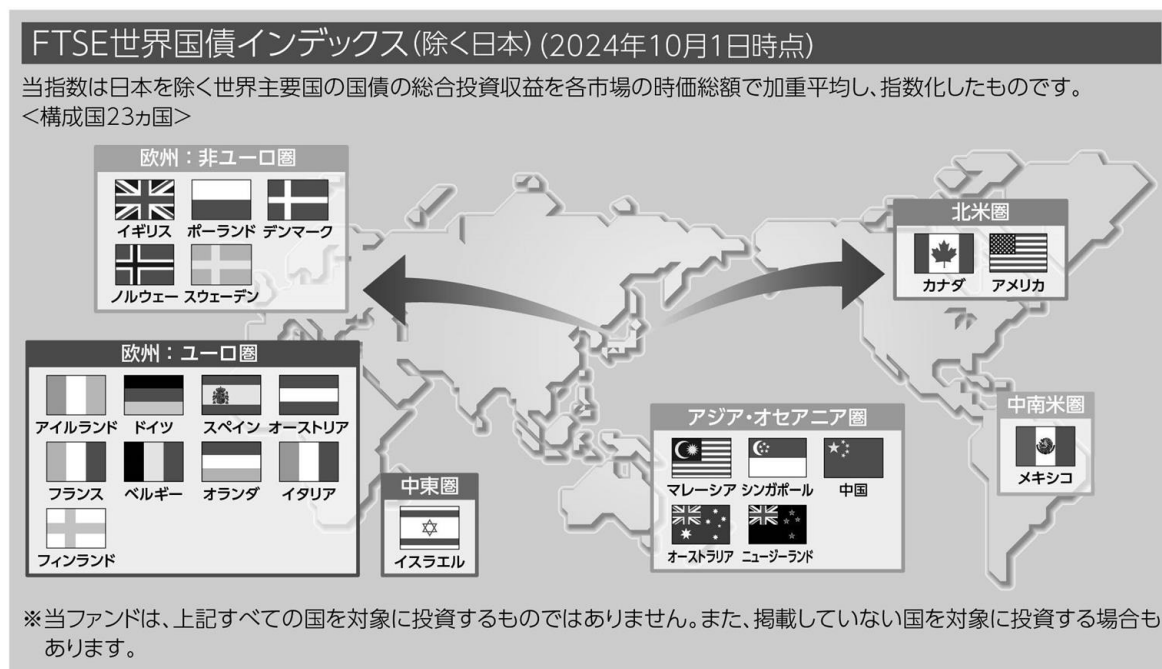 FTSE世界国債インデックス(除く日本) (2024年10月1日時点)
当指数は日本を除く世界主要国の国債の総合投資収益を各市場の時価総額で加重平均し、指数化したものです。
<構成国23ヵ国>
欧州：非ユーロ圏
イギリス ポーランド デンマーク
ノルウェー スウェーデン
北米圏
カナダ アメリカ
欧州：ユーロ圏
アイルランド ドイツ スペイン オーストリア
フランス ベルギー オランダ イタリア
フィンランド
中東圏
イスラエル
アジア・オセアニア圏
マレーシア シンガポール 中国
オーストラリア ニュージーランド
中南米圏
メキシコ
※当ファンドは、上記すべての国を対象に投資するものではありません。また、掲載していない国を対象に投資する場合も
あります。